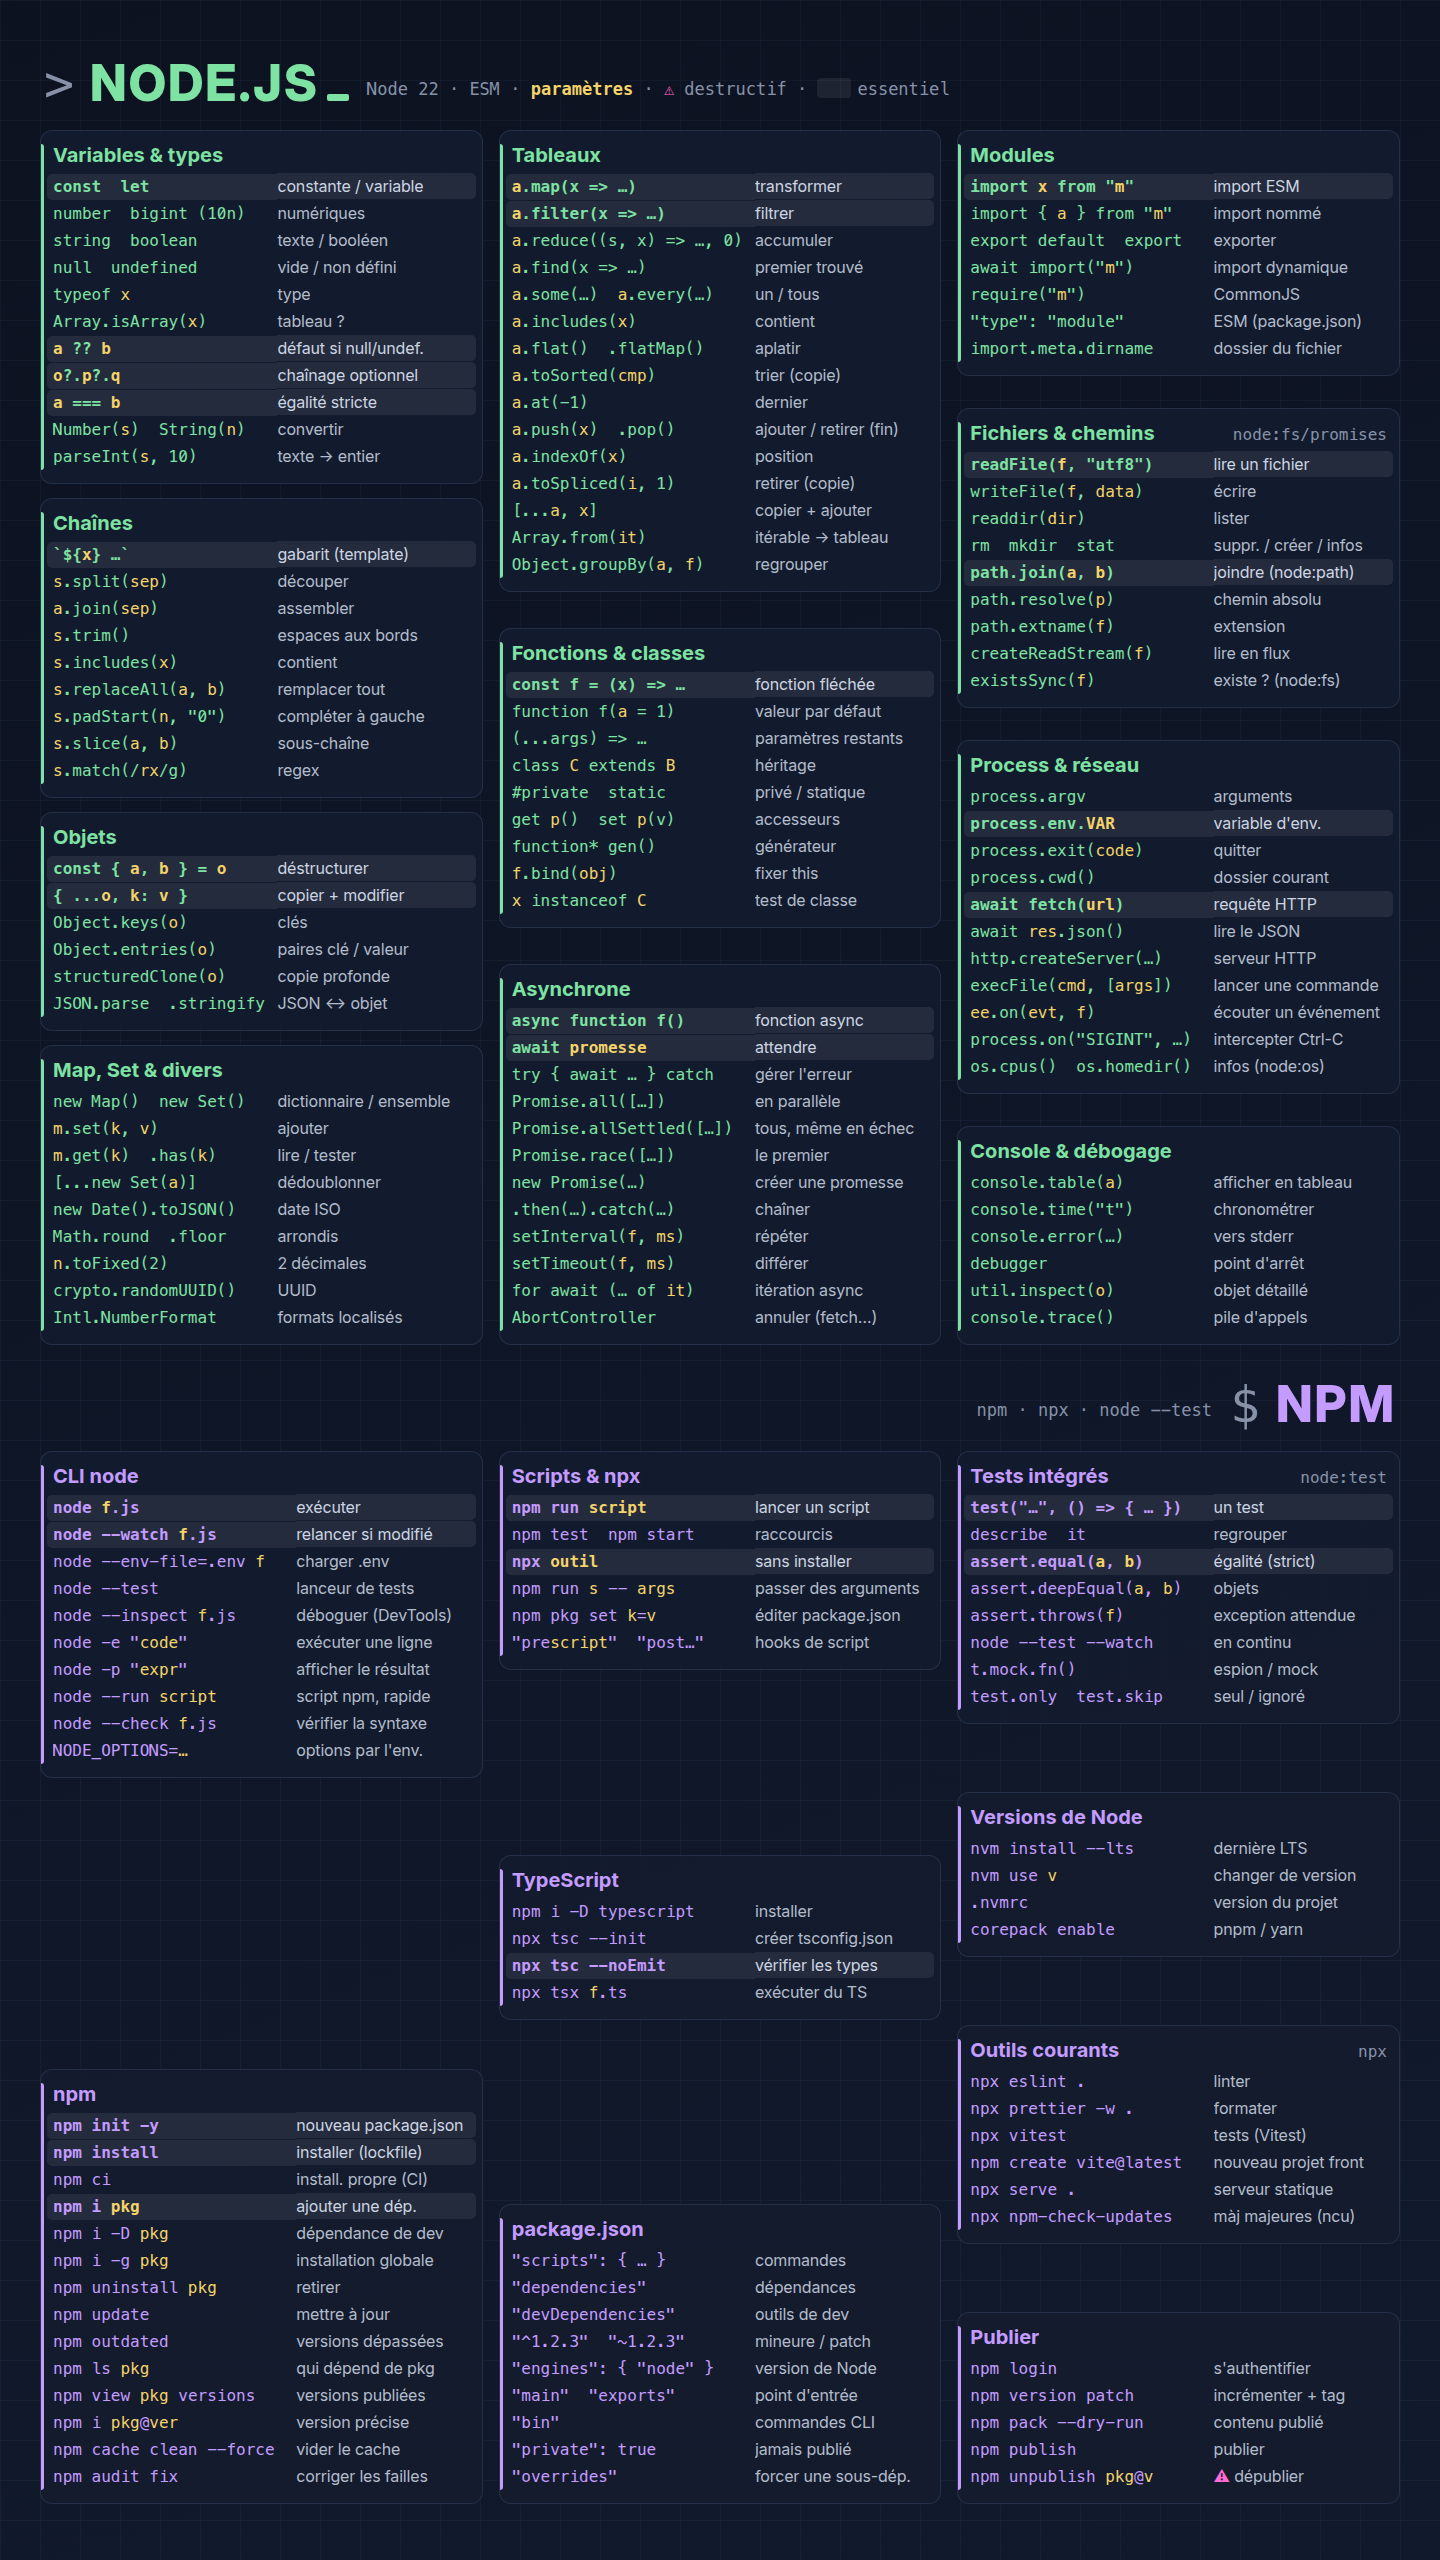 > NODE.JS_ Node 22 · ESM · paramètres · ⚠ destructif · essentiel
Variables & types
const let constante / variable
number bigint (10n) numériques
string boolean texte / booléen
null undefined vide / non défini
typeof x type
Array.isArray(x) tableau ?
a ?? b défaut si null/undef.
o?.p?.q chaînage optionnel
a === b égalité stricte
Number(s) String(n) convertir
parseInt(s, 10) texte → entier
Chaînes
`${x} …` gabarit (template)
s.split(sep) découper
a.join(sep) assembler
s.trim() espaces aux bords
s.includes(x) contient
s.replaceAll(a, b) remplacer tout
s.padStart(n, "0") compléter à gauche
s.slice(a, b) sous-chaîne
s.match(/rx/g) regex
Objets
const { a, b } = o déstructurer
{ ...o, k: v } copier + modifier
Object.keys(o) clés
Object.entries(o) paires clé / valeur
structuredClone(o) copie profonde
JSON.parse .stringify JSON ↔ objet
Map, Set & divers
new Map() new Set() dictionnaire / ensemble
m.set(k, v) ajouter
m.get(k) .has(k) lire / tester
[...new Set(a)] dédoublonner
new Date().toJSON() date ISO
Math.round .floor arrondis
n.toFixed(2) 2 décimales
crypto.randomUUID() UUID
Intl.NumberFormat formats localisés
Tableaux
a.map(x => …) transformer
a.filter(x => …) filtrer
a.reduce((s, x) => …, 0) accumuler
a.find(x => …) premier trouvé
a.some(…) a.every(…) un / tous
a.includes(x) contient
a.flat() .flatMap() aplatir
a.toSorted(cmp) trier (copie)
a.at(-1) dernier
a.push(x) .pop() ajouter / retirer (fin)
a.indexOf(x) position
a.toSpliced(i, 1) retirer (copie)
[...a, x] copier + ajouter
Array.from(it) itérable → tableau
Object.groupBy(a, f) regrouper
Fonctions & classes
const f = (x) => … fonction fléchée
function f(a = 1) valeur par défaut
(...args) => … paramètres restants
class C extends B héritage
#private static privé / statique
get p() set p(v) accesseurs
function* gen() générateur
f.bind(obj) fixer this
x instanceof C test de classe
Asynchrone
async function f() fonction async
await promesse attendre
try { await … } catch gérer l'erreur
Promise.all([…]) en parallèle
Promise.allSettled([…]) tous, même en échec
Promise.race([…]) le premier
new Promise(…) créer une promesse
.then(…).catch(…) chaîner
setInterval(f, ms) répéter
setTimeout(f, ms) différer
for await (… of it) itération async
AbortController annuler (fetch…)
Modules
import x from "m" import ESM
import { a } from "m" import nommé
export default export exporter
await import("m") import dynamique
require("m") CommonJS
"type": "module" ESM (package.json)
import.meta.dirname dossier du fichier
Fichiers & chemins node:fs/promises
readFile(f, "utf8") lire un fichier
writeFile(f, data) écrire
readdir(dir) lister
rm mkdir stat suppr. / créer / infos
path.join(a, b) joindre (node:path)
path.resolve(p) chemin absolu
path.extname(f) extension
createReadStream(f) lire en flux
existsSync(f) existe ? (node:fs)
Process & réseau
process.argv arguments
process.env.VAR variable d'env.
process.exit(code) quitter
process.cwd() dossier courant
await fetch(url) requête HTTP
await res.json() lire le JSON
http.createServer(…) serveur HTTP
execFile(cmd, [args]) lancer une commande
ee.on(evt, f) écouter un événement
process.on("SIGINT", …) intercepter Ctrl-C
os.cpus() os.homedir() infos (node:os)
Console & débogage
console.table(a) afficher en tableau
console.time("t") chronométrer
console.error(…) vers stderr
debugger point d'arrêt
util.inspect(o) objet détaillé
console.trace() pile d'appels
npm · npx · node --test $ NPM
CLI node
node f.js exécuter
node --watch f.js relancer si modifié
node --env-file=.env f charger .env
node --test lanceur de tests
node --inspect f.js déboguer (DevTools)
node -e "code" exécuter une ligne
node -p "expr" afficher le résultat
node --run script script npm, rapide
node --check f.js vérifier la syntaxe
NODE_OPTIONS=… options par l'env.
npm
npm init -y nouveau package.json
npm install installer (lockfile)
npm ci install. propre (CI)
npm i pkg ajouter une dép.
npm i -D pkg dépendance de dev
npm i -g pkg installation globale
npm uninstall pkg retirer
npm update mettre à jour
npm outdated versions dépassées
npm ls pkg qui dépend de pkg
npm view pkg versions versions publiées
npm i pkg@ver version précise
npm cache clean --force vider le cache
npm audit fix corriger les failles
Scripts & npx
npm run script lancer un script
npm test npm start raccourcis
npx outil sans installer
npm run s -- args passer des arguments
npm pkg set k=v éditer package.json
"prescript" "post…" hooks de script
TypeScript
npm i -D typescript installer
npx tsc --init créer tsconfig.json
npx tsc --noEmit vérifier les types
npx tsx f.ts exécuter du TS
package.json
"scripts": { … } commandes
"dependencies" dépendances
"devDependencies" outils de dev
"^1.2.3" "~1.2.3" mineure / patch
"engines": { "node" } version de Node
"main" "exports" point d'entrée
"bin" commandes CLI
"private": true jamais publié
"overrides" forcer une sous-dép.
Tests intégrés node:test
test("…", () => { … }) un test
describe it regrouper
assert.equal(a, b) égalité (strict)
assert.deepEqual(a, b) objets
assert.throws(f) exception attendue
node --test --watch en continu
t.mock.fn() espion / mock
test.only test.skip seul / ignoré
Versions de Node
nvm install --lts dernière LTS
nvm use v changer de version
.nvmrc version du projet
corepack enable pnpm / yarn
Outils courants npx
npx eslint . linter
npx prettier -w . formater
npx vitest tests (Vitest)
npm create vite@latest nouveau projet front
npx serve . serveur statique
npx npm-check-updates màj majeures (ncu)
Publier
npm login s'authentifier
npm version patch incrémenter + tag
npm pack --dry-run contenu publié
npm publish publier
npm unpublish pkg@v ⚠ dépublier